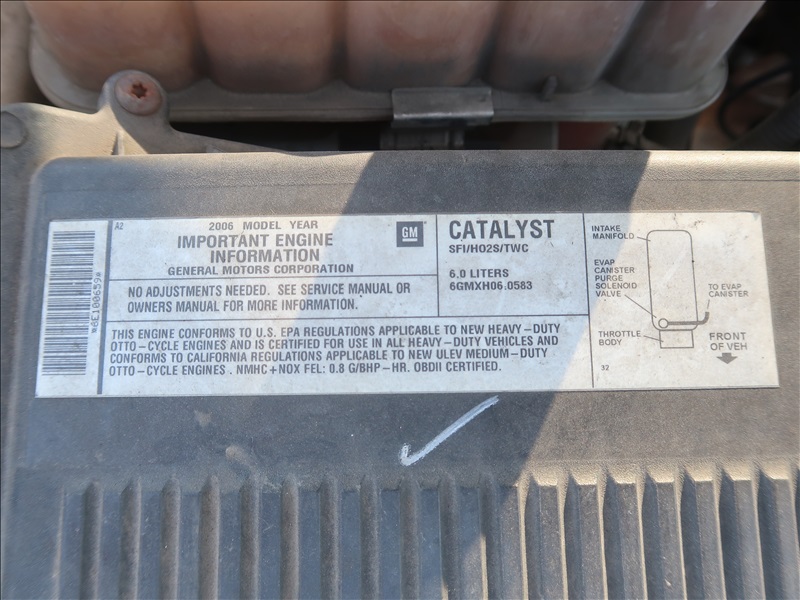 *6E1B8659*
A2
2006 MODEL YEAR
IMPORTANT ENGINE
INFORMATION
GENERAL MOTORS CORPORATION
GM
NO ADJUSTMENTS NEEDED. SEE SERVICE MANUAL OR
OWNERS MANUAL FOR MORE INFORMATION.
CATALYST
SFI/HO2S/TWC
6.0 LITERS
6GMXH06.0583
THIS ENGINE CONFORMS TO U.S. EPA REGULATIONS APPLICABLE TO NEW HEAVY-DUTY
OTTO-CYCLE ENGINES AND IS CERTIFIED FOR USE IN ALL HEAVY-DUTY VEHICLES AND
CONFORMS TO CALIFORNIA REGULATIONS APPLICABLE TO NEW ULEV MEDIUM-DUTY
OTTO-CYCLE ENGINES . NMHC+NOX FEL: 0.8 G/BHP-HR. OBDII CERTIFIED.
INTAKE
MANIFOLD
EVAP
CANISTER
PURGE
SOLENOID
VALVE
TO EVAP
CANISTER
THROTTLE
BODY
FRONT
OF VEH
32